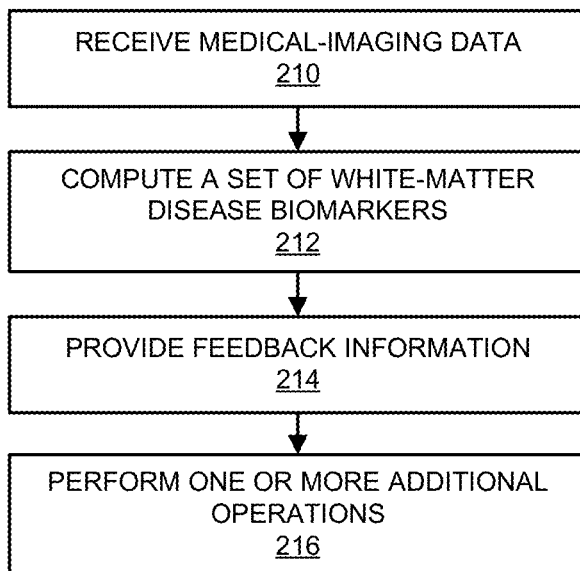 RECEIVE MEDICAL-IMAGING DATA
210
COMPUTE A SET OF WHITE-MATTER
DISEASE BIOMARKERS
212
PROVIDE FEEDBACK INFORMATION
214
PERFORM ONE OR MORE ADDITIONAL
OPERATIONS
216